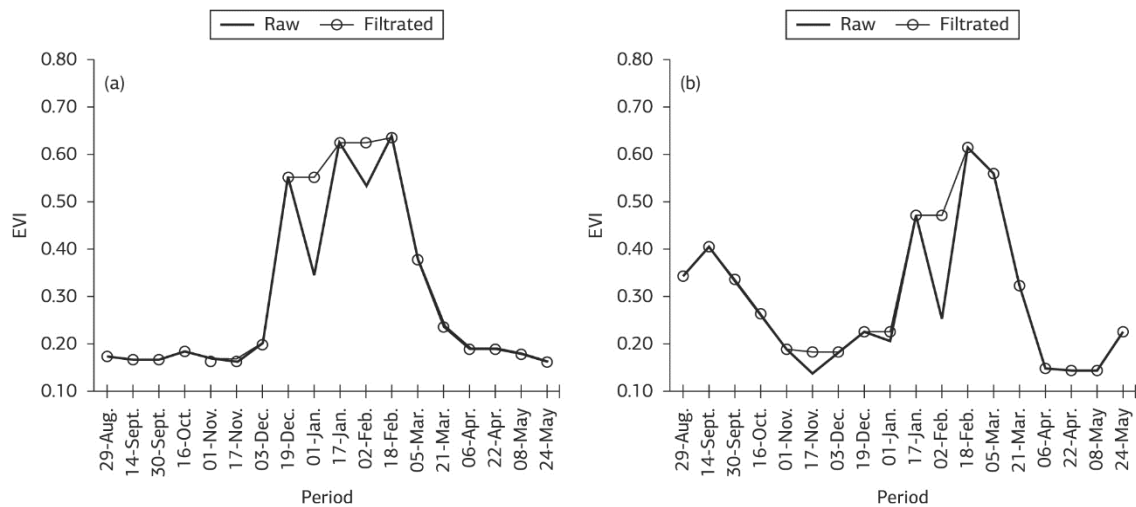 Raw Filtrated
(a)
0.80
0.70
0.60
0.50
0.40
0.30
0.20
0.10
EVI
29-Aug.
14-Sept.
30-Sept.
16-Oct.
01-Nov.
17-Nov.
03-Dec.
19-Dec.
01-Jan.
17-Jan.
02-Feb.
18-Feb.
05-Mar.
21-Mar.
06-Apr.
22-Apr.
08-May
24-May
Period
Raw Filtrated
(b)
0.80
0.70
0.60
0.50
0.40
0.30
0.20
0.10
EVI
29-Aug.
14-Sept.
30-Sept.
16-Oct.
01-Nov.
17-Nov.
03-Dec.
19-Dec.
01-Jan.
17-Jan.
02-Feb.
18-Feb.
05-Mar.
21-Mar.
06-Apr.
22-Apr.
08-May
24-May
Period